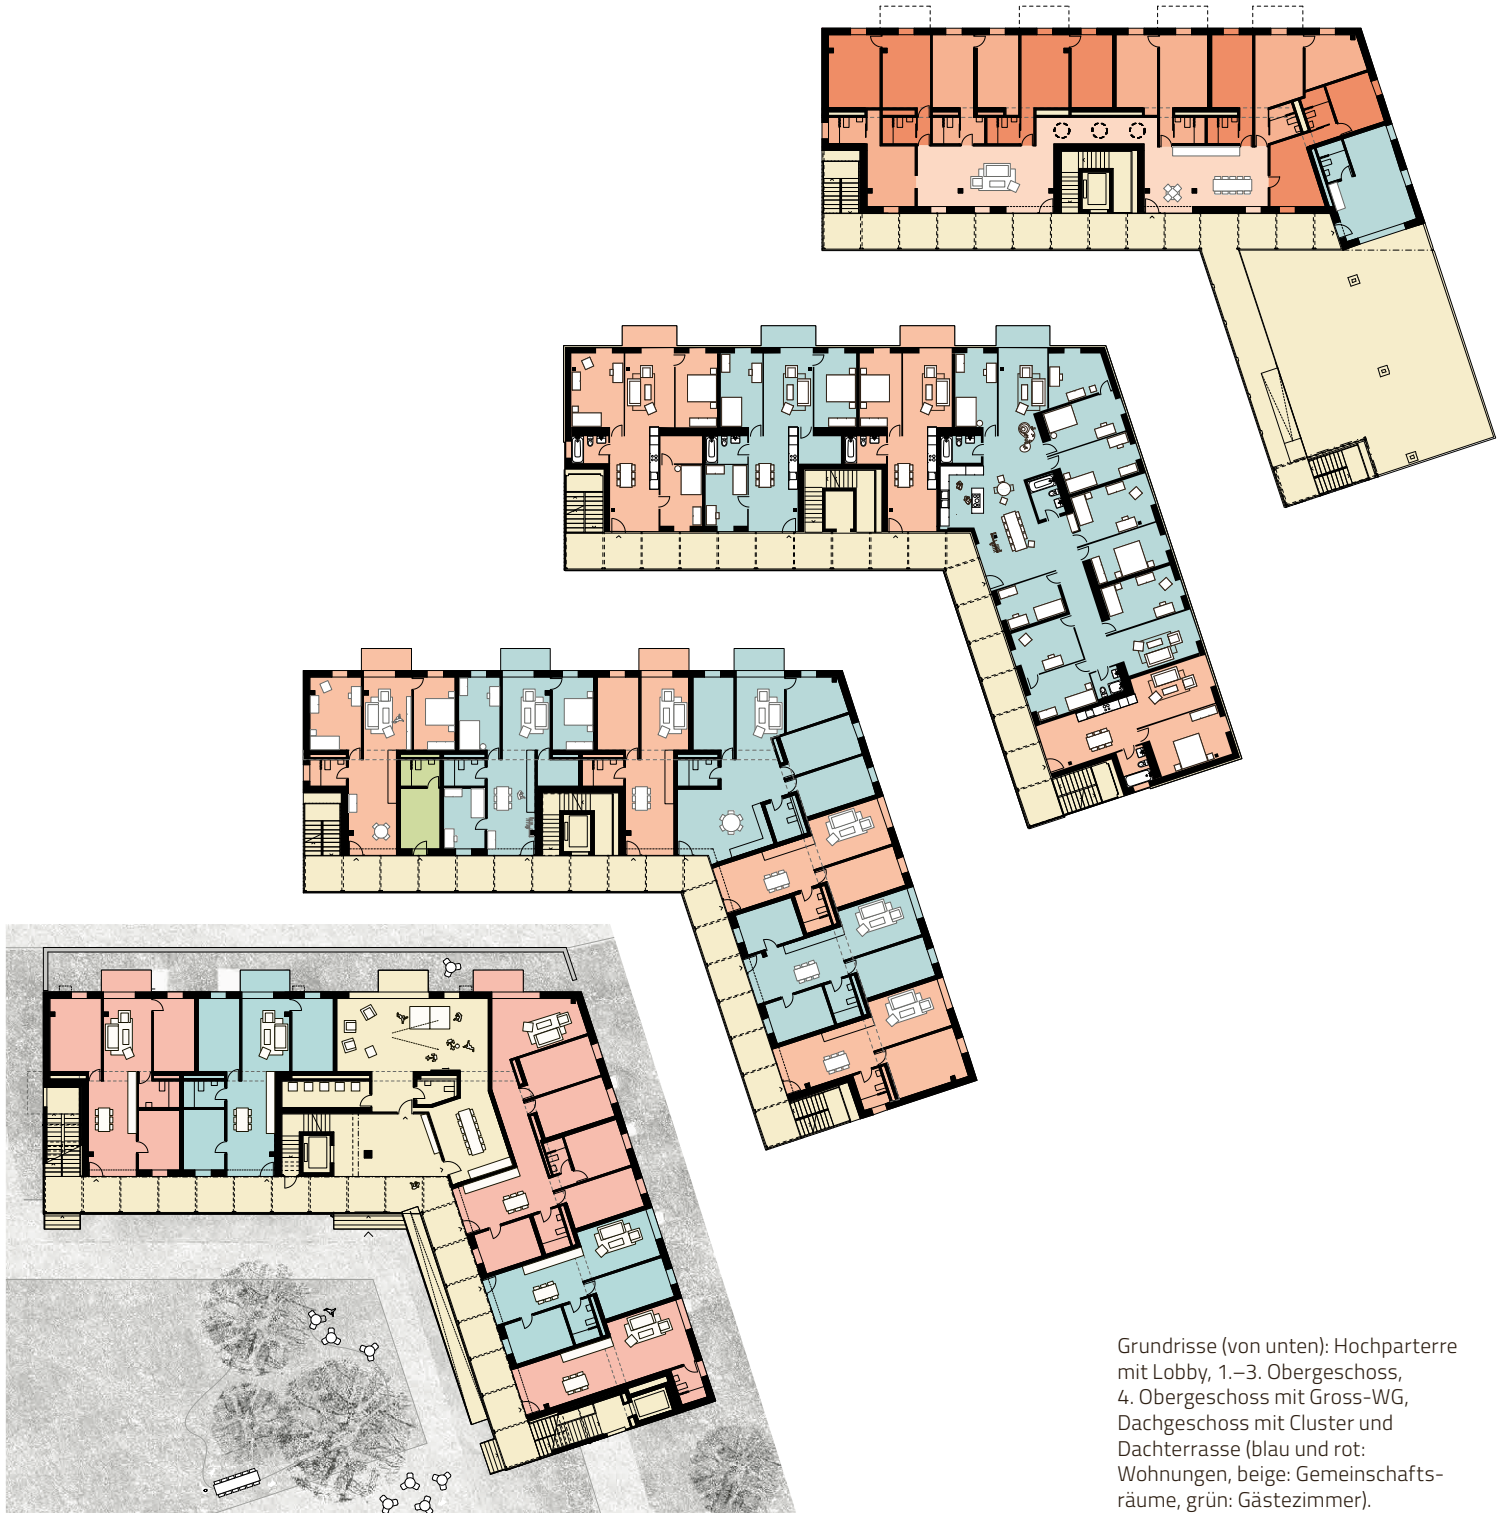 Grundrisse (von unten): Hochparterre
mit Lobby, 1.–3. Obergeschoss,
4. Obergeschoss mit Gross-WG,
Dachgeschoss mit Cluster und
Dachterrasse (blau und rot:
Wohnungen, beige: Gemeinschafts-
räume, grün: Gästezimmer).